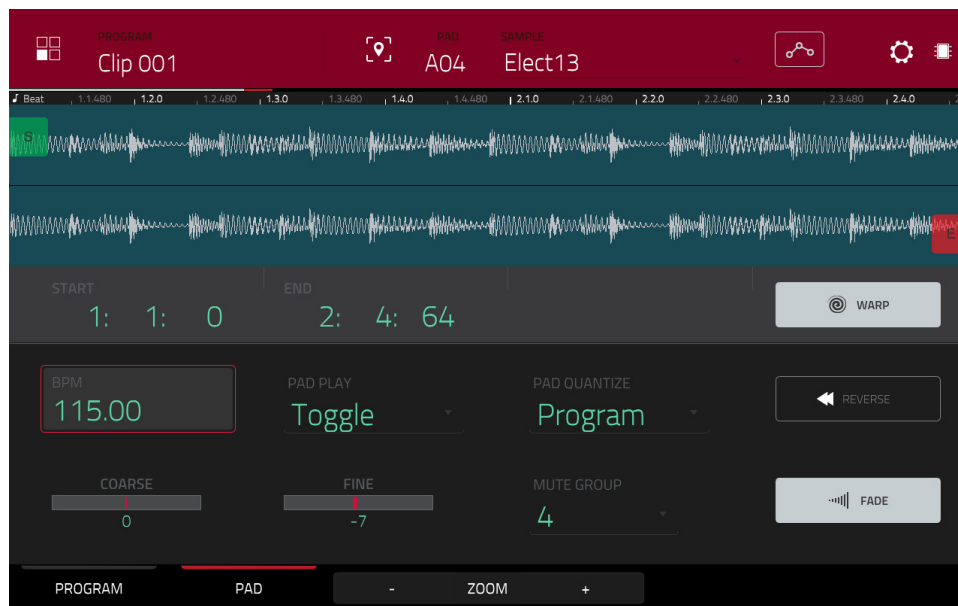 PROGRAM
Clip 001
PAD
A04
SAMPLE
Elect13
Beat 1.1.480 1.2.0 1.2.480 1.3.0 1.3.480 1.4.0 1.4.480 2.1.0 2.1.480 2.2.0 2.2.480 2.3.0 2.3.480 2.4.0
S
E
START
1: 1: 0
END
2: 4: 64
WARP
BPM
115.00
PAD PLAY
Toggle
PAD QUANTIZE
Program
REVERSE
COARSE
0
FINE
-7
MUTE GROUP
4
FADE
PROGRAM
PAD
- ZOOM +